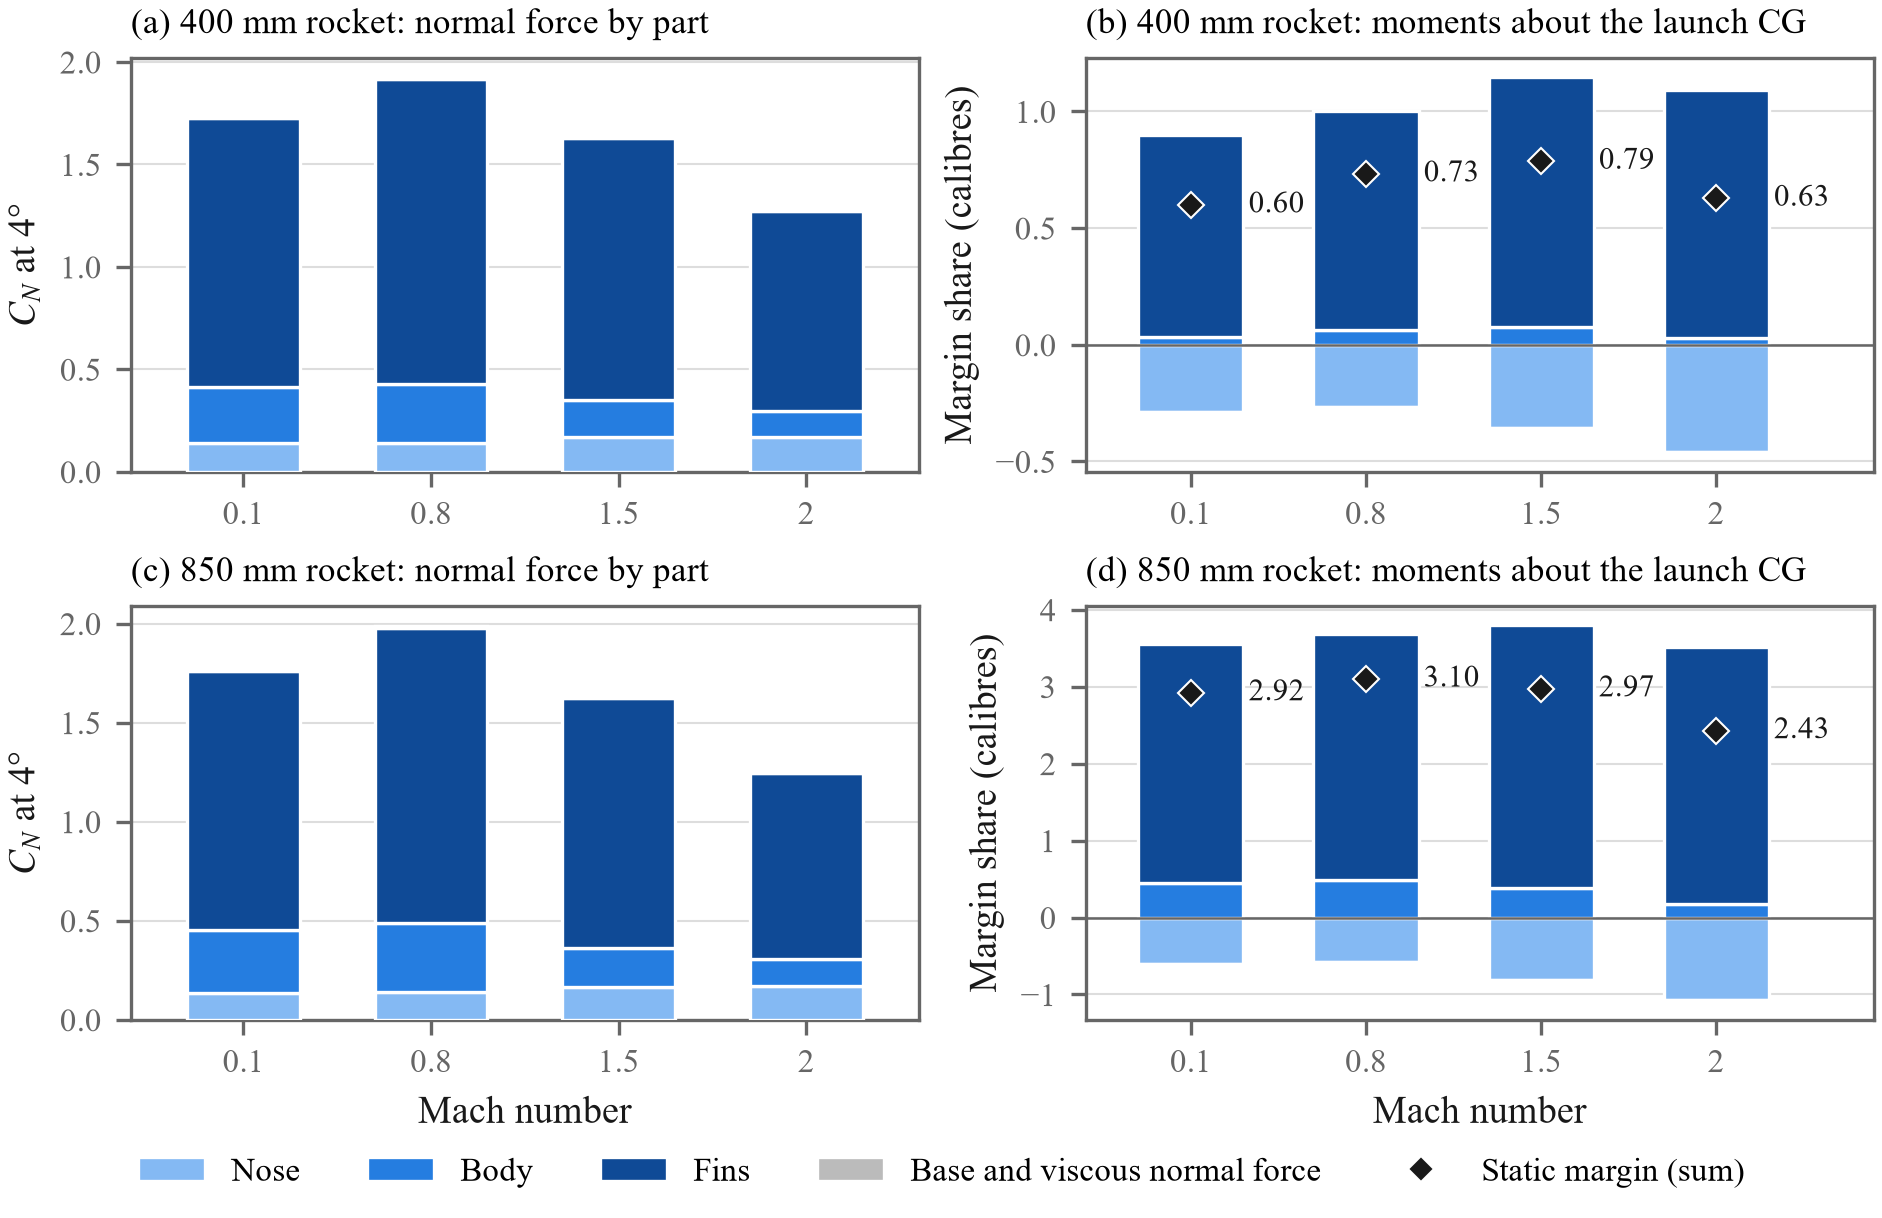 (a) 400 mm rocket: normal force by part
C_N at 4°
2.0
1.5
1.0
0.5
0.0
0.1 0.8 1.5 2
(b) 400 mm rocket: moments about the launch CG
Margin share (calibres)
1.0
0.5
0.0
−0.5
0.60
0.73
0.79
0.63
0.1 0.8 1.5 2
(c) 850 mm rocket: normal force by part
C_N at 4°
2.0
1.5
1.0
0.5
0.0
0.1 0.8 1.5 2
Mach number
(d) 850 mm rocket: moments about the launch CG
Margin share (calibres)
4
3
2
1
0
−1
2.92
3.10
2.97
2.43
0.1 0.8 1.5 2
Mach number
Nose Body Fins Base and viscous normal force Static margin (sum)